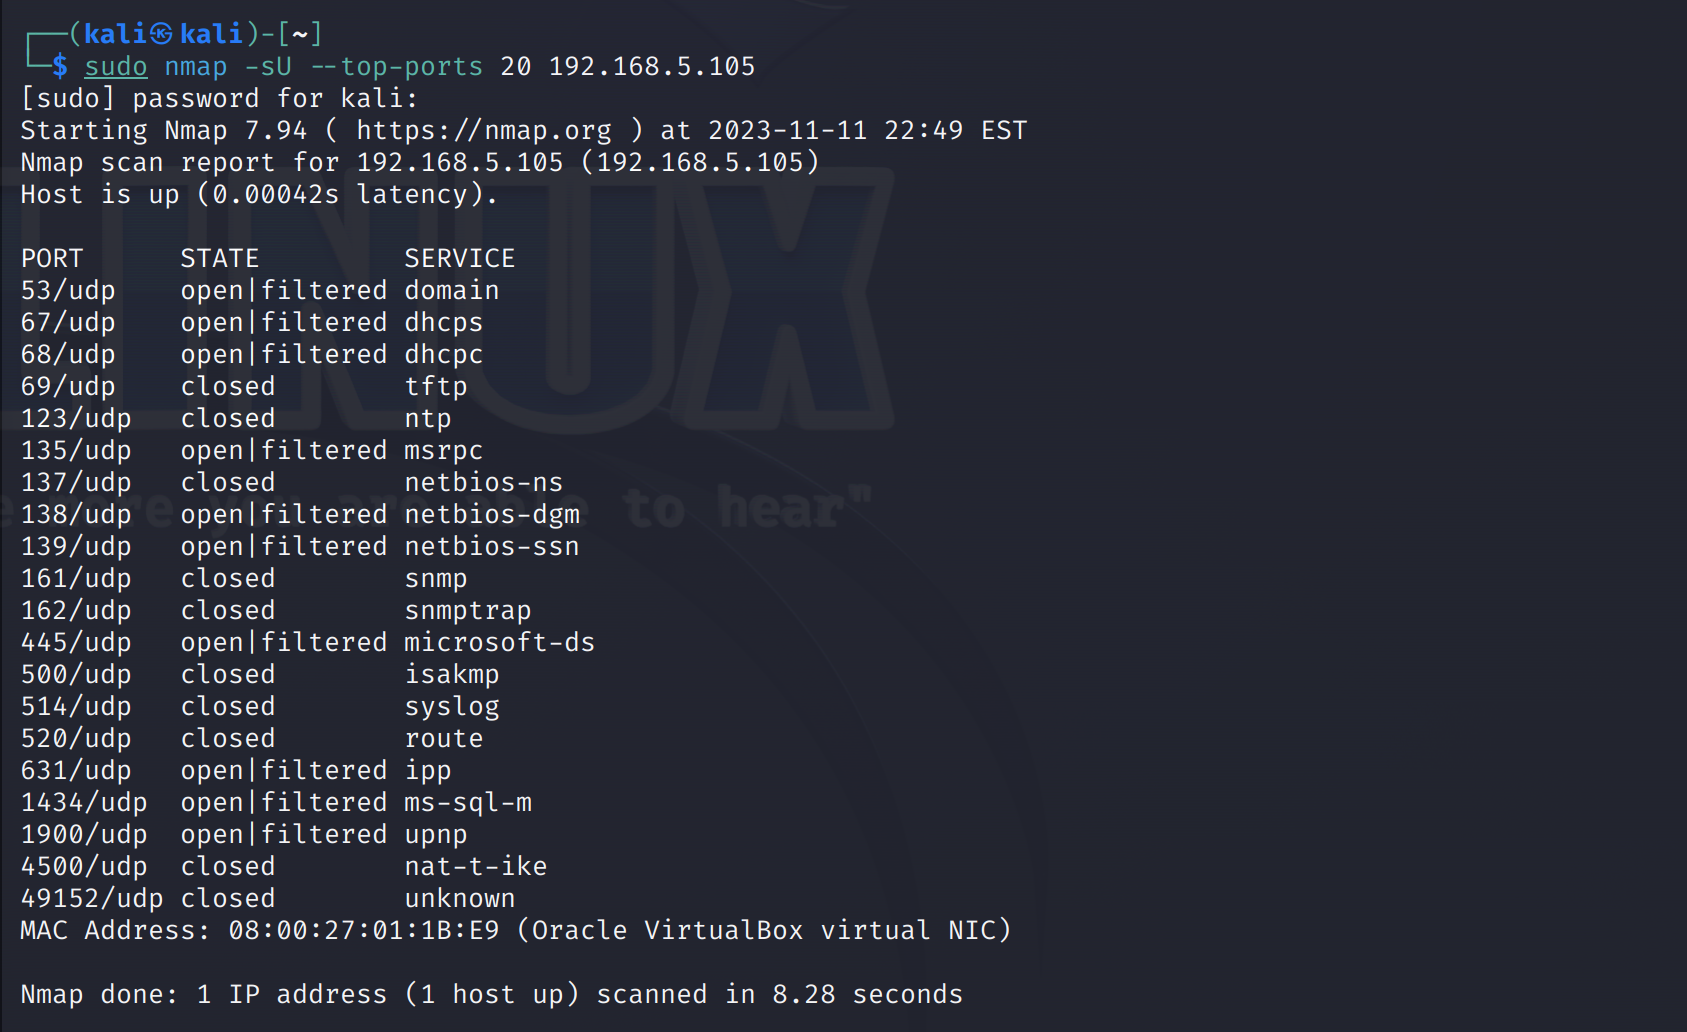 ┌──(kali㉿kali)-[~]
└─$ sudo nmap -sU --top-ports 20 192.168.5.105
[sudo] password for kali:
Starting Nmap 7.94 ( https://nmap.org ) at 2023-11-11 22:49 EST
Nmap scan report for 192.168.5.105 (192.168.5.105)
Host is up (0.00042s latency).

PORT      STATE         SERVICE
53/udp    open|filtered domain
67/udp    open|filtered dhcps
68/udp    open|filtered dhcpc
69/udp    closed        tftp
123/udp   closed        ntp
135/udp   open|filtered msrpc
137/udp   closed        netbios-ns
138/udp   open|filtered netbios-dgm
139/udp   open|filtered netbios-ssn
161/udp   closed        snmp
162/udp   closed        snmptrap
445/udp   open|filtered microsoft-ds
500/udp   closed        isakmp
514/udp   closed        syslog
520/udp   closed        route
631/udp   open|filtered ipp
1434/udp  open|filtered ms-sql-m
1900/udp  open|filtered upnp
4500/udp  closed        nat-t-ike
49152/udp closed        unknown
MAC Address: 08:00:27:01:1B:E9 (Oracle VirtualBox virtual NIC)

Nmap done: 1 IP address (1 host up) scanned in 8.28 seconds
INUX
more you are able to hear"